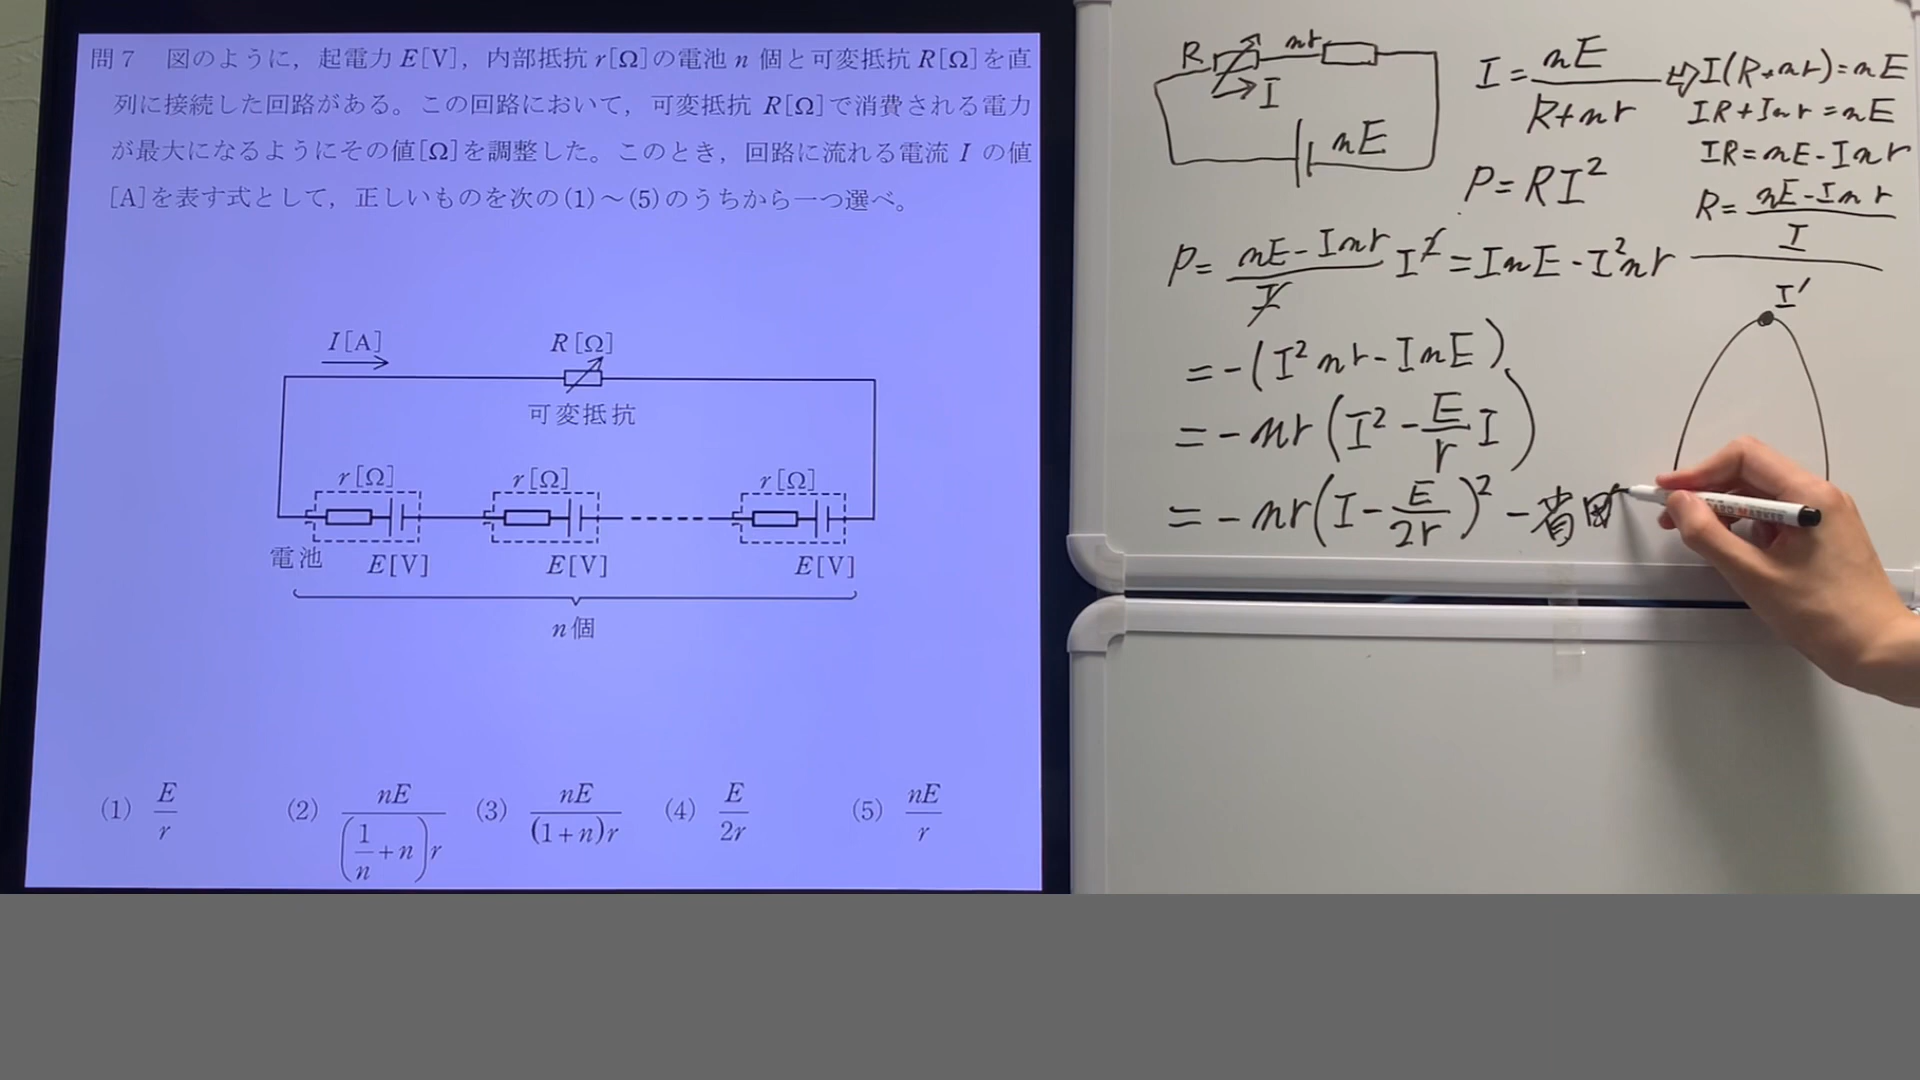 問7 図のように，起電力E[V]，内部抵抗r[Ω]の電池n個と可変抵抗R[Ω]を直
列に接続した回路がある。この回路において，可変抵抗R[Ω]で消費される電力
が最大になるようにその値[Ω]を調整した。このとき，回路に流れる電流Iの値
[A]を表す式として，正しいものを次の(1)～(5)のうちから一つ選べ。
I[A]
R[Ω]
可変抵抗
r[Ω] r[Ω] r[Ω]
電池 E[V] E[V] E[V]
n個
(1) E/r (2) nE/((1/n+n)r) (3) nE/((1+n)r) (4) E/2r (5) nE/r
R nr
I
nE
I = nE/(R+nr) ⇨ I(R+nr)=nE
IR+Inr=nE
IR=nE-Inr
R=(nE-Inr)/I
P=RI²
P=(nE-Inr)/I I²=InE-I²nr
=-(I²nr-InE)
=-nr(I²-E/r I)
=-nr(I-E/2r)²-省
I'